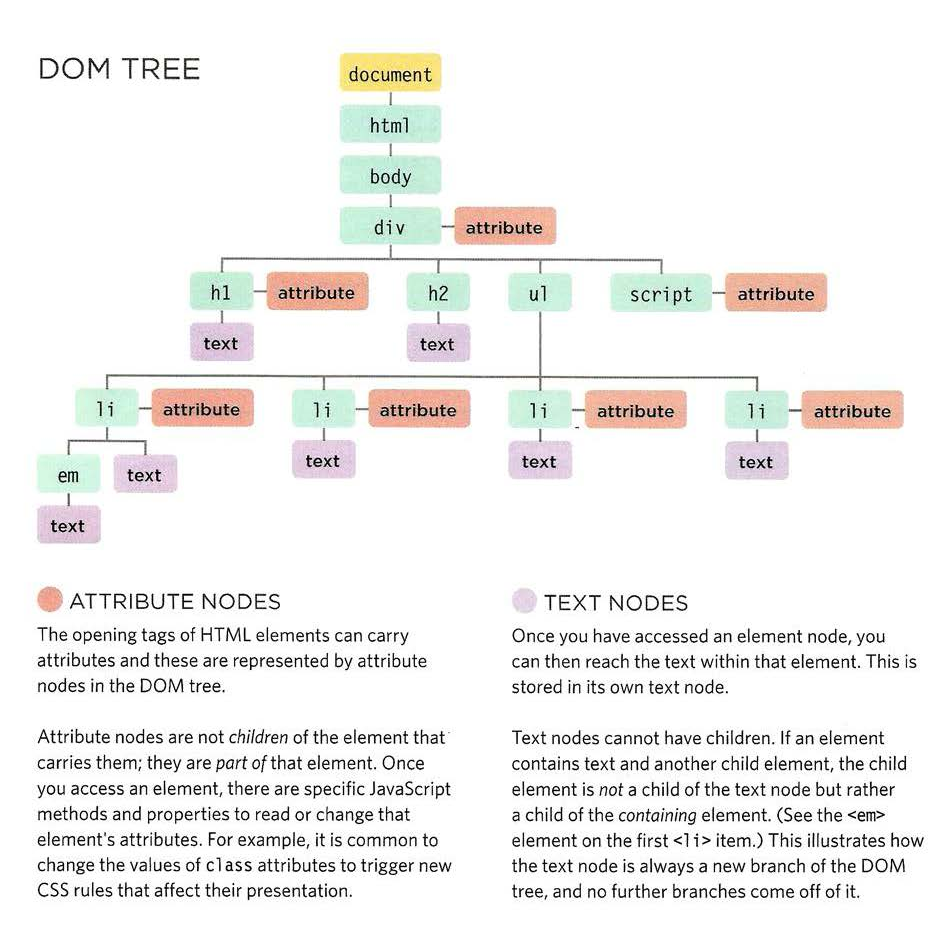 DOM TREE
document
html
body
div attribute
h1 attribute h2 ul script attribute
text text
li attribute li attribute li attribute li attribute
em text text text text
text
ATTRIBUTE NODES
The opening tags of HTML elements can carry
attributes and these are represented by attribute
nodes in the DOM tree.
Attribute nodes are not children of the element that
carries them; they are part of that element. Once
you access an element, there are specific JavaScript
methods and properties to read or change that
element's attributes. For example, it is common to
change the values of class attributes to trigger new
CSS rules that affect their presentation.
TEXT NODES
Once you have accessed an element node, you
can then reach the text within that element. This is
stored in its own text node.
Text nodes cannot have children. If an element
contains text and another child element, the child
element is not a child of the text node but rather
a child of the containing element. (See the <em>
element on the first <li> item.) This illustrates how
the text node is always a new branch of the DOM
tree, and no further branches come off of it.